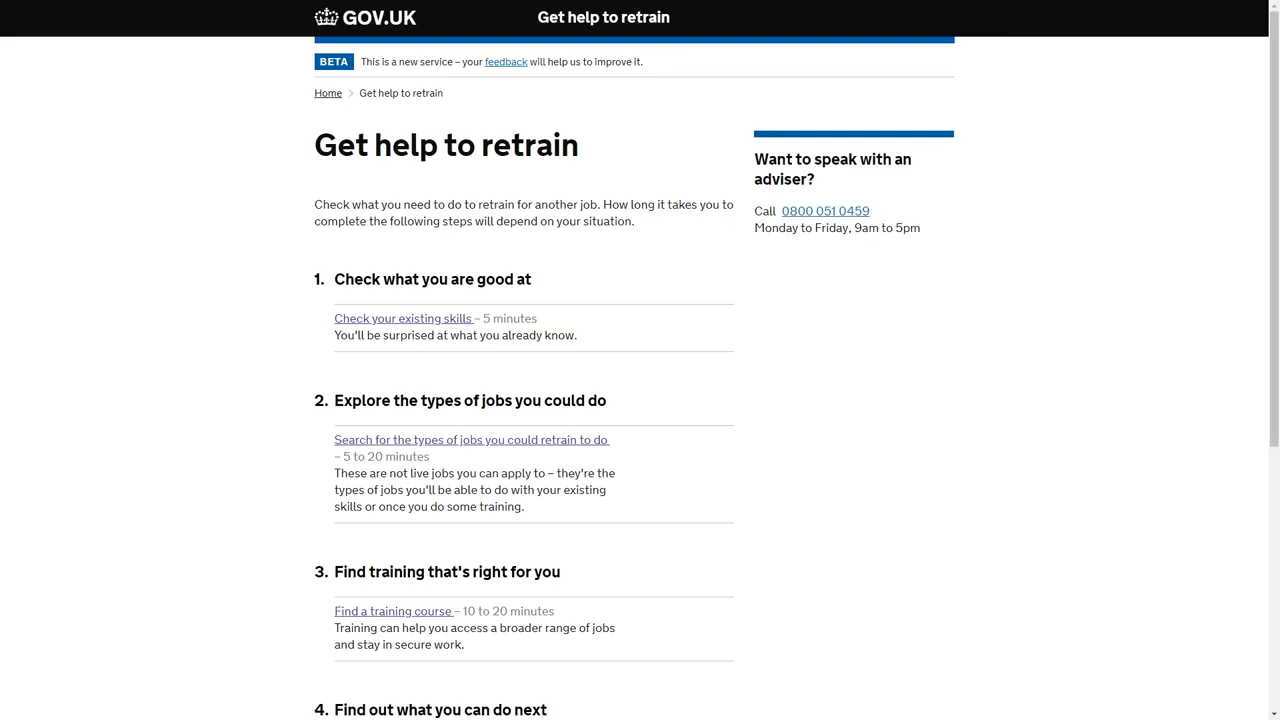 GOV.UK
Get help to retrain
BETA This is a new service – your feedback will help us to improve it.
Home > Get help to retrain
Get help to retrain
Check what you need to do to retrain for another job. How long it takes you to
complete the following steps will depend on your situation.
1. Check what you are good at
Check your existing skills – 5 minutes
You'll be surprised at what you already know.
2. Explore the types of jobs you could do
Search for the types of jobs you could retrain to do
– 5 to 20 minutes
These are not live jobs you can apply to – they're the
types of jobs you'll be able to do with your existing
skills or once you do some training.
3. Find training that's right for you
Find a training course – 10 to 20 minutes
Training can help you access a broader range of jobs
and stay in secure work.
4. Find out what you can do next
Want to speak with an
adviser?
Call 0800 051 0459
Monday to Friday, 9am to 5pm